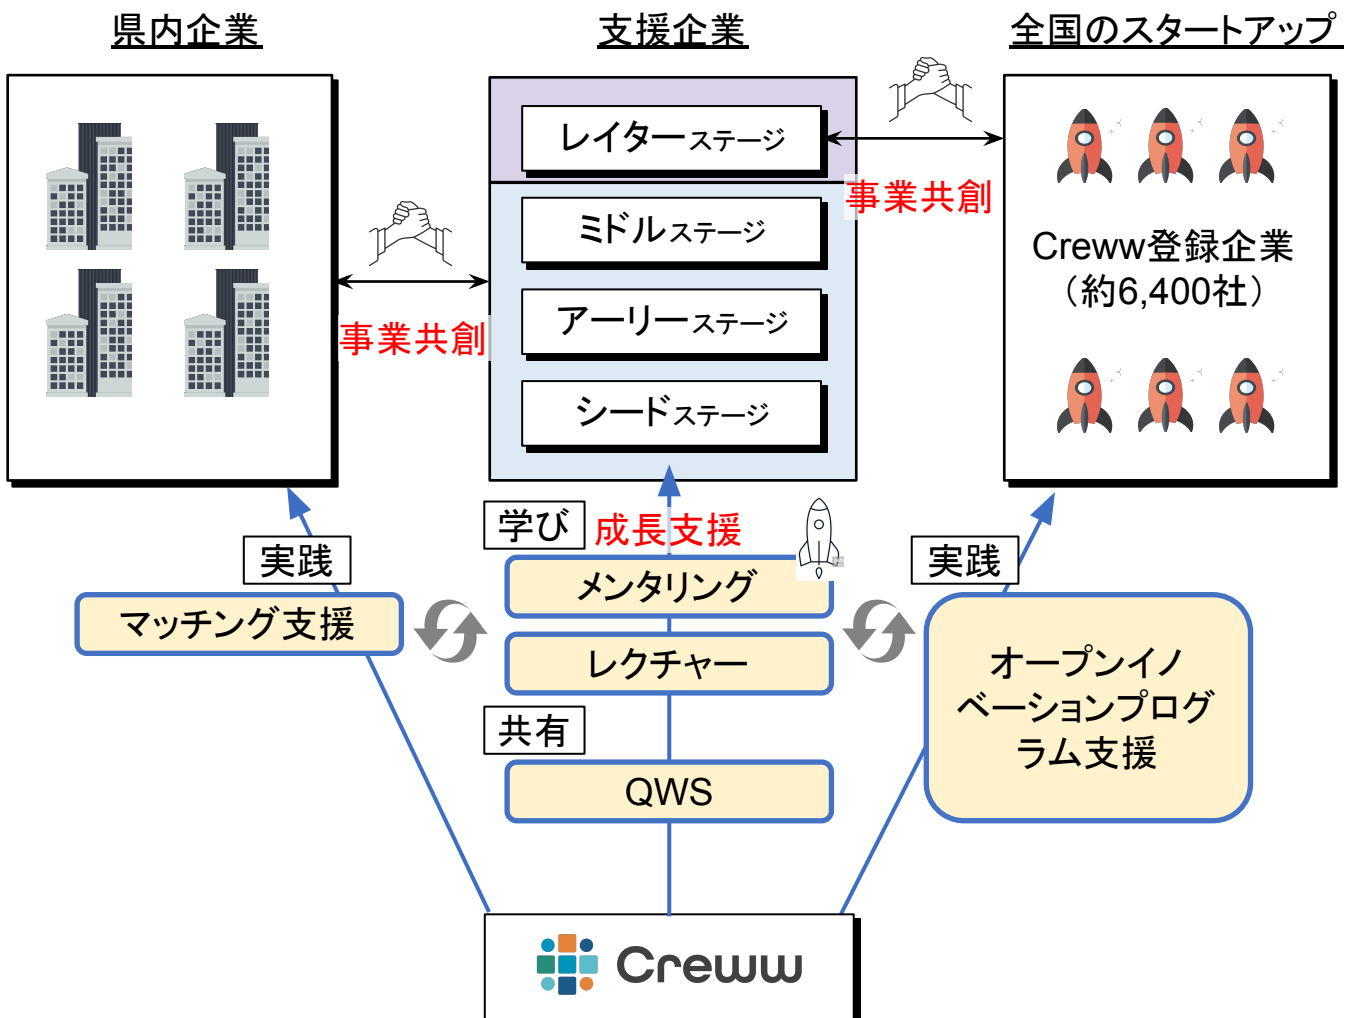 県内企業
支援企業
全国のスタートアップ
レイターステージ
ミドルステージ
アーリーステージ
シードステージ
事業共創
事業共創
Creww登録企業
（約6,400社）
学び
成長支援
実践
実践
メンタリング
マッチング支援
レクチャー
オープンイノ
ベーションプログ
ラム支援
共有
QWS
Creww